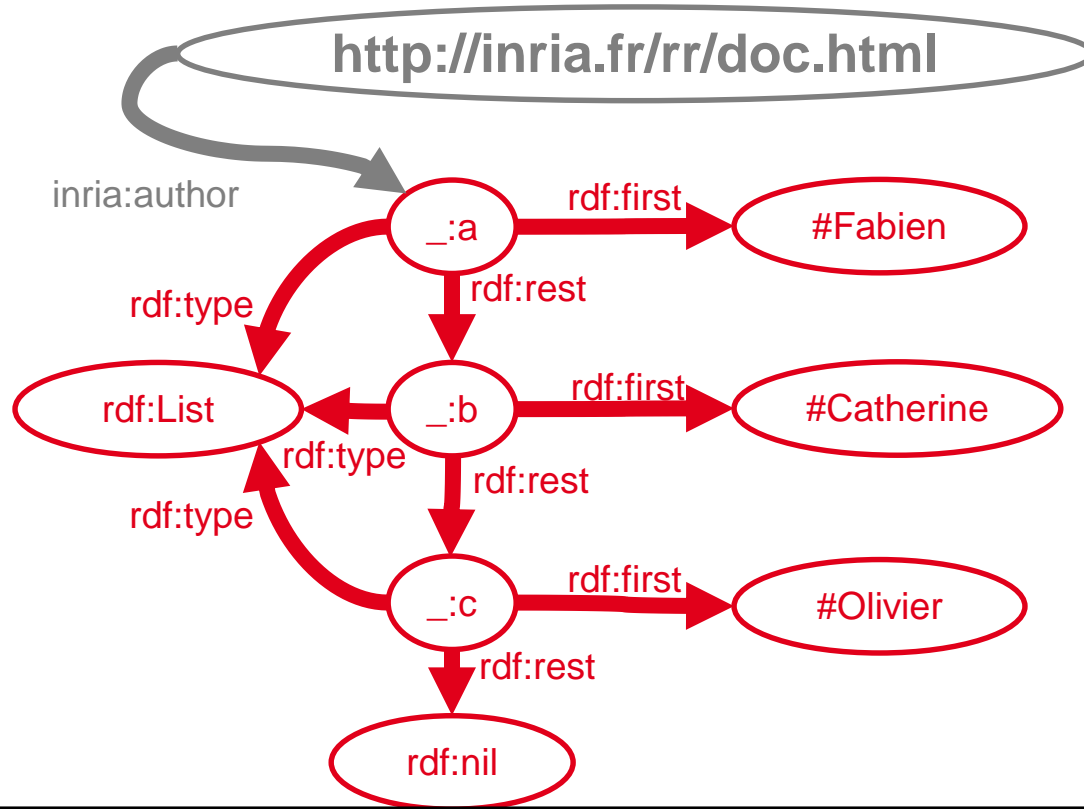 http://inria.fr/rr/doc.html
inria:author
_:a
rdf:first
#Fabien
rdf:type
rdf:rest
rdf:List
_:b
rdf:first
#Catherine
rdf:type
rdf:rest
rdf:type
_:c
rdf:first
#Olivier
rdf:rest
rdf:nil